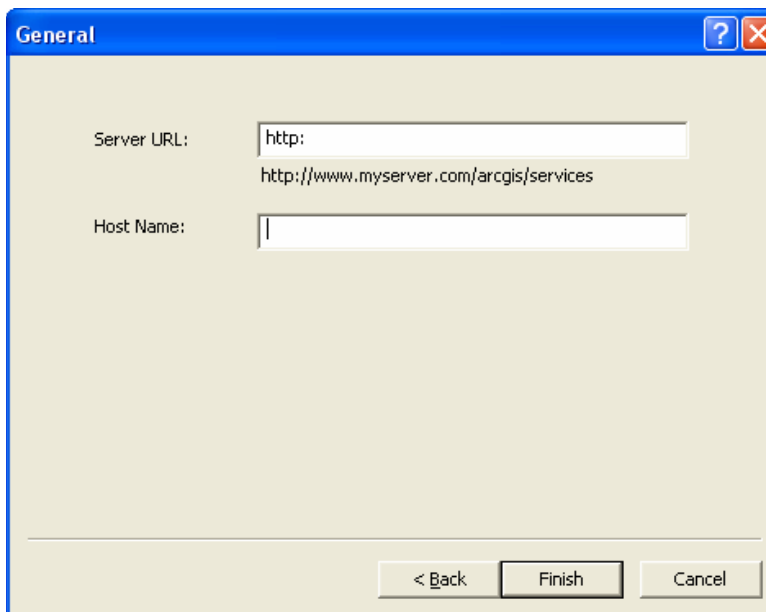 General
Server URL: http:
http://www.myserver.com/arcgis/services
Host Name:
< Back Finish Cancel